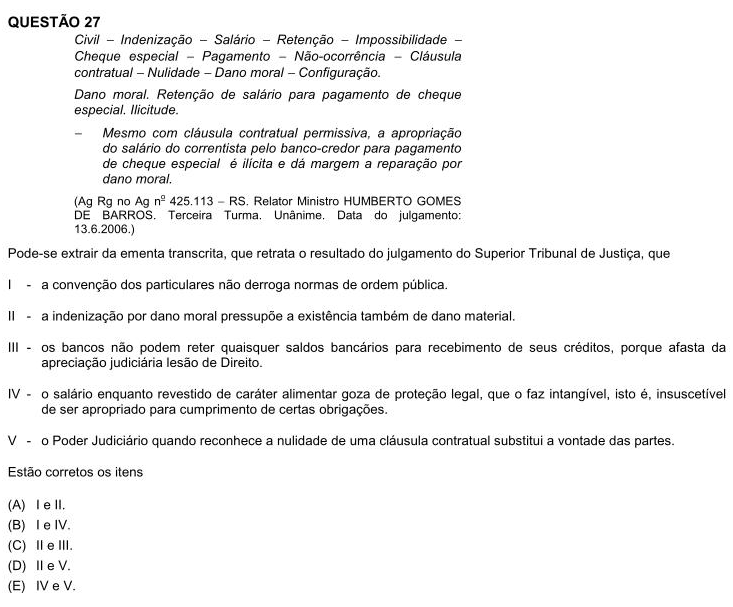 QUESTÃO 27
Civil – Indenização – Salário – Retenção – Impossibilidade –
Cheque especial – Pagamento – Não-ocorrência – Cláusula
contratual – Nulidade – Dano moral – Configuração.
Dano moral. Retenção de salário para pagamento de cheque
especial. Ilicitude.
– Mesmo com cláusula contratual permissiva, a apropriação
do salário do correntista pelo banco-credor para pagamento
de cheque especial é ilícita e dá margem a reparação por
dano moral.
(Ag Rg no Ag nº 425.113 – RS. Relator Ministro HUMBERTO GOMES
DE BARROS. Terceira Turma. Unânime. Data do julgamento:
13.6.2006.)
Pode-se extrair da ementa transcrita, que retrata o resultado do julgamento do Superior Tribunal de Justiça, que
I - a convenção dos particulares não derroga normas de ordem pública.
II - a indenização por dano moral pressupõe a existência também de dano material.
III - os bancos não podem reter quaisquer saldos bancários para recebimento de seus créditos, porque afasta da
apreciação judiciária lesão de Direito.
IV - o salário enquanto revestido de caráter alimentar goza de proteção legal, que o faz intangível, isto é, insuscetível
de ser apropriado para cumprimento de certas obrigações.
V - o Poder Judiciário quando reconhece a nulidade de uma cláusula contratual substitui a vontade das partes.
Estão corretos os itens
(A) I e II.
(B) I e IV.
(C) II e III.
(D) II e V.
(E) IV e V.